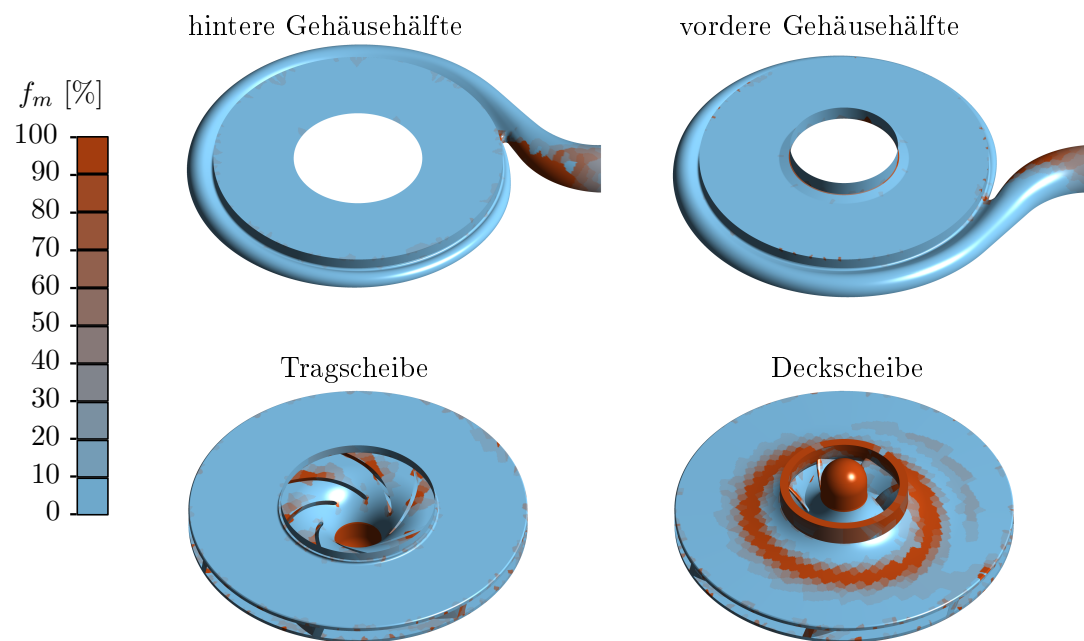 hintere Gehäusehälfte
vordere Gehäusehälfte
f_m [%]
100
90
80
70
60
50
40
30
20
10
0
Tragscheibe
Deckscheibe